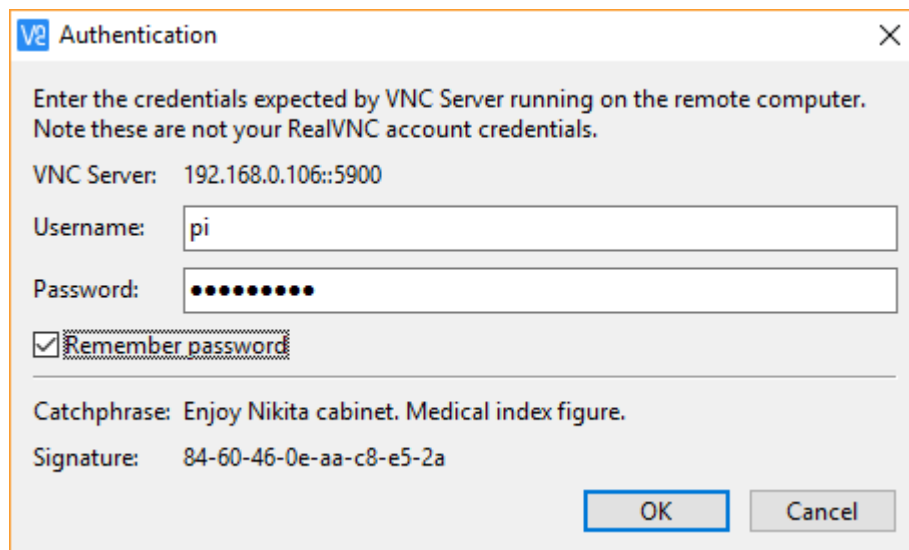 V2 Authentication
Enter the credentials expected by VNC Server running on the remote computer.
Note these are not your RealVNC account credentials.
VNC Server: 192.168.0.106::5900
Username: pi
Password: •••••••••
Remember password
Catchphrase: Enjoy Nikita cabinet. Medical index figure.
Signature: 84-60-46-0e-aa-c8-e5-2a
OK Cancel